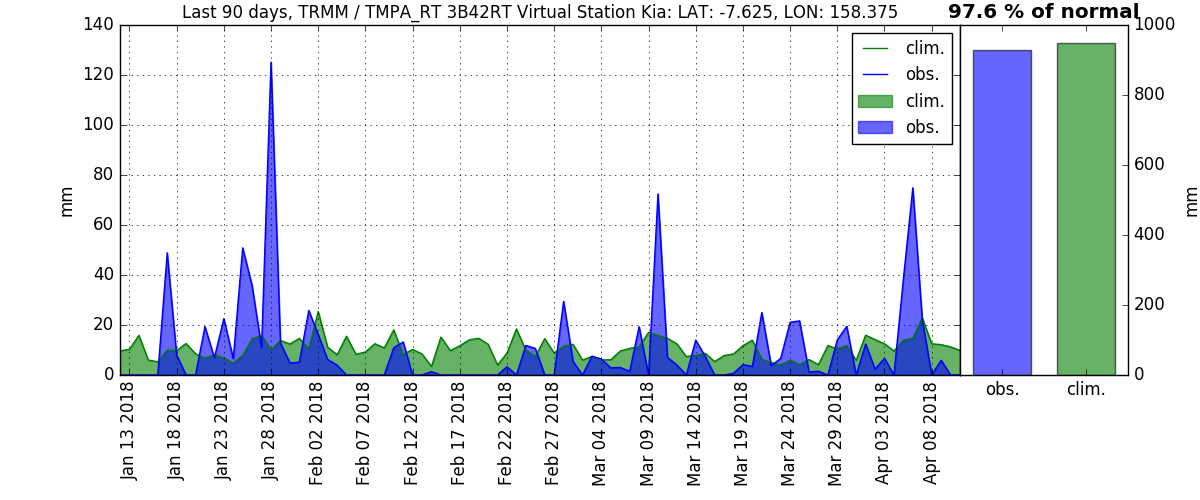 Last 90 days, TRMM / TMPA_RT 3B42RT Virtual Station Kia: LAT: -7.625, LON: 158.375
97.6 % of normal
140
120
100
80
60
40
20
0
mm
clim.
obs.
clim.
obs.
Jan 13 2018
Jan 18 2018
Jan 23 2018
Jan 28 2018
Feb 02 2018
Feb 07 2018
Feb 12 2018
Feb 17 2018
Feb 22 2018
Feb 27 2018
Mar 04 2018
Mar 09 2018
Mar 14 2018
Mar 19 2018
Mar 24 2018
Mar 29 2018
Apr 03 2018
Apr 08 2018
1000
800
600
400
200
0
mm
obs.
clim.